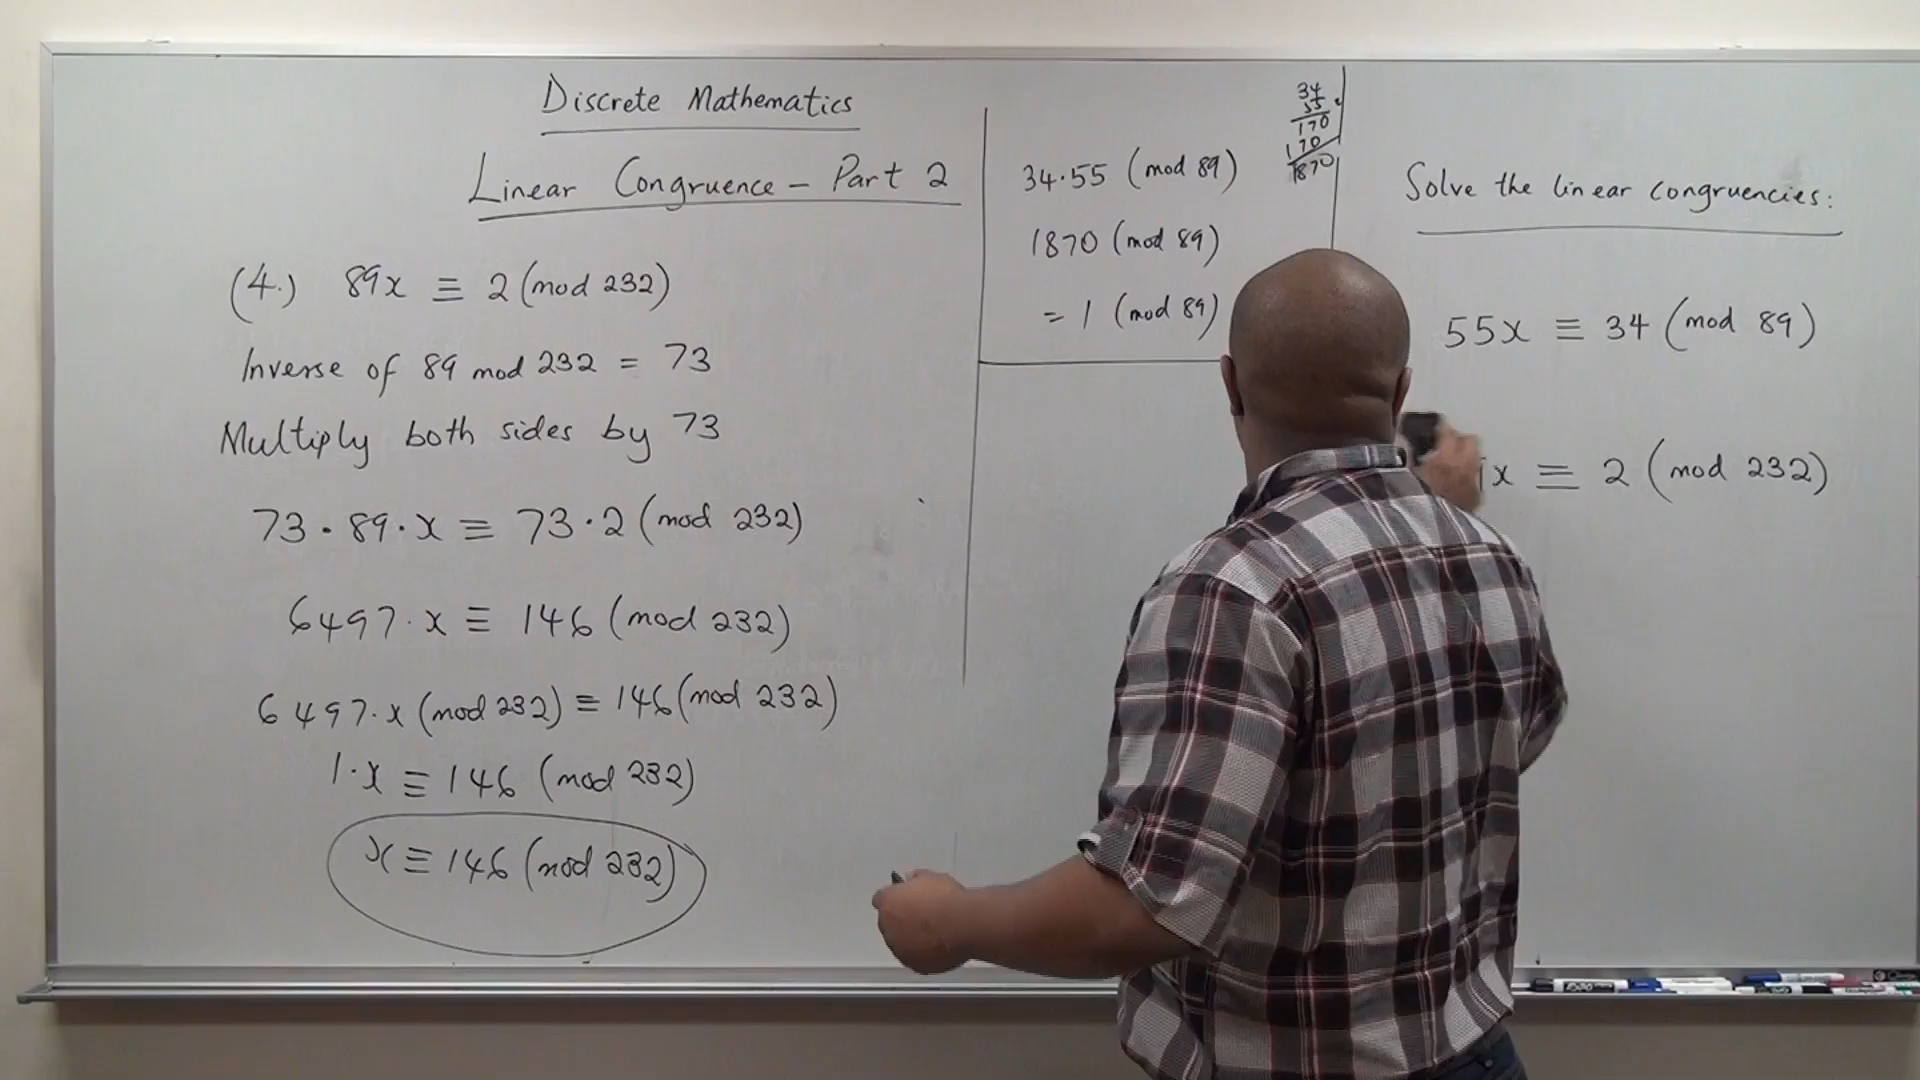 Discrete Mathematics
Linear Congruence - Part 2
(4.) 89x ≡ 2 (mod 232)
Inverse of 89 mod 232 = 73
Multiply both sides by 73
73 · 89 · x ≡ 73 · 2 (mod 232)
6497 · x ≡ 146 (mod 232)
6497 · x (mod 232) ≡ 146 (mod 232)
1 · x ≡ 146 (mod 232)
x ≡ 146 (mod 232)
34 · 55 (mod 89)
1870 (mod 89)
= 1 (mod 89)
34
55
170
170
1870
Solve the linear congruencies:
55x ≡ 34 (mod 89)
x ≡ 2 (mod 232)